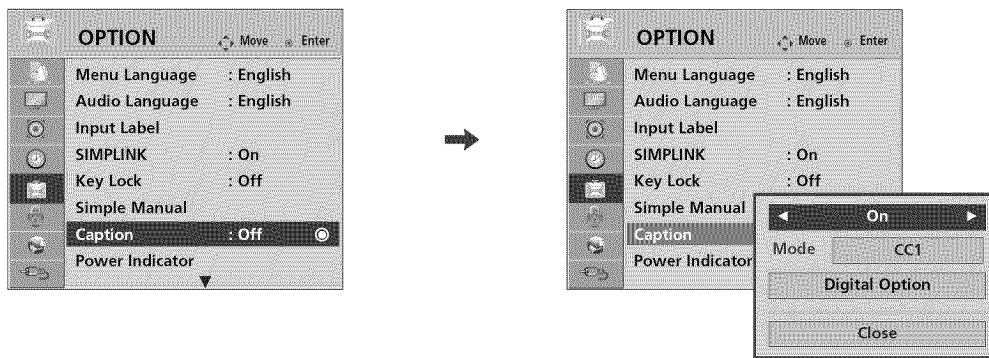 OPTION Move Enter
Menu Language : English
Audio Language : English
Input Label
SIMPLINK : On
Key Lock : Off
Simple Manual
Caption : Off
Power Indicator
OPTION Move Enter
Menu Language : English
Audio Language : English
Input Label
SIMPLINK : On
Key Lock : Off
Simple Manual
Caption
Power Indicator
On
Mode CC1
Digital Option
Close